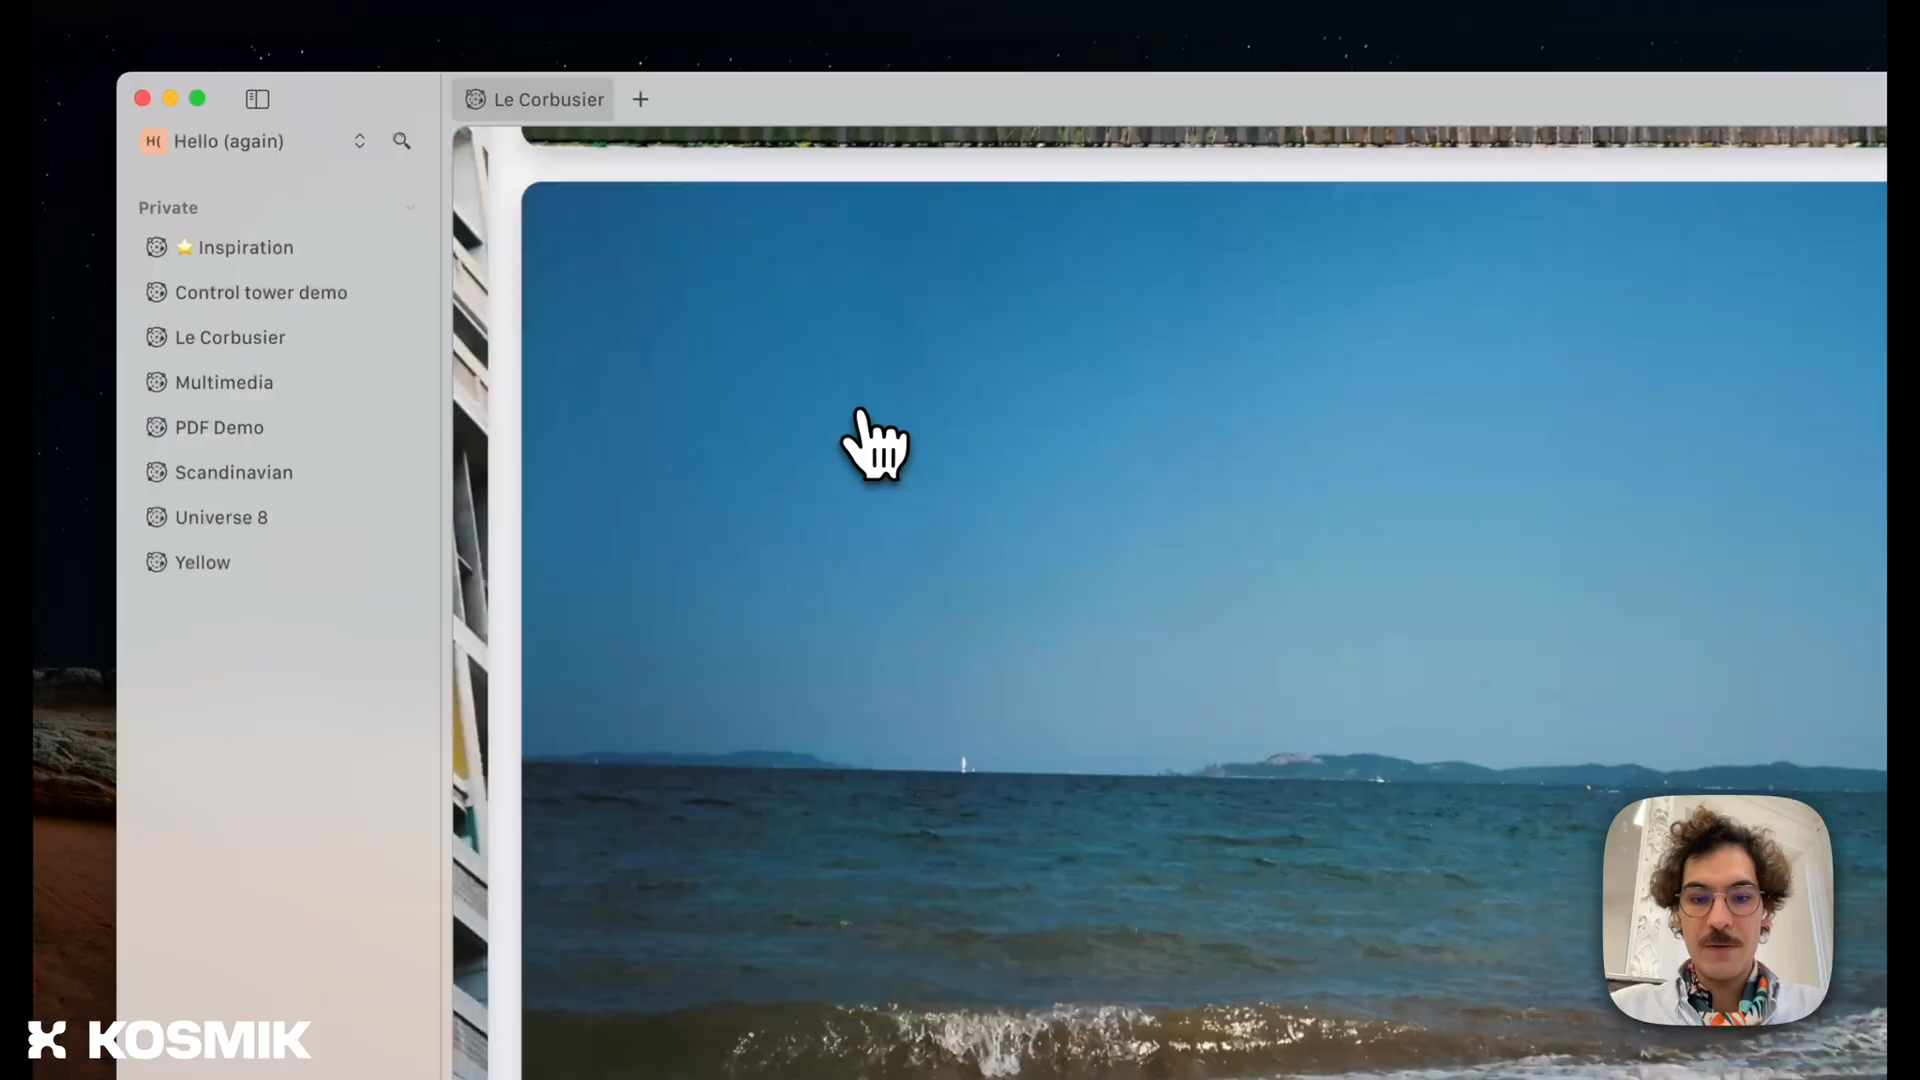 Le Corbusier
H( Hello (again)
Private
Inspiration
Control tower demo
Le Corbusier
Multimedia
PDF Demo
Scandinavian
Universe 8
Yellow
KOSMIK